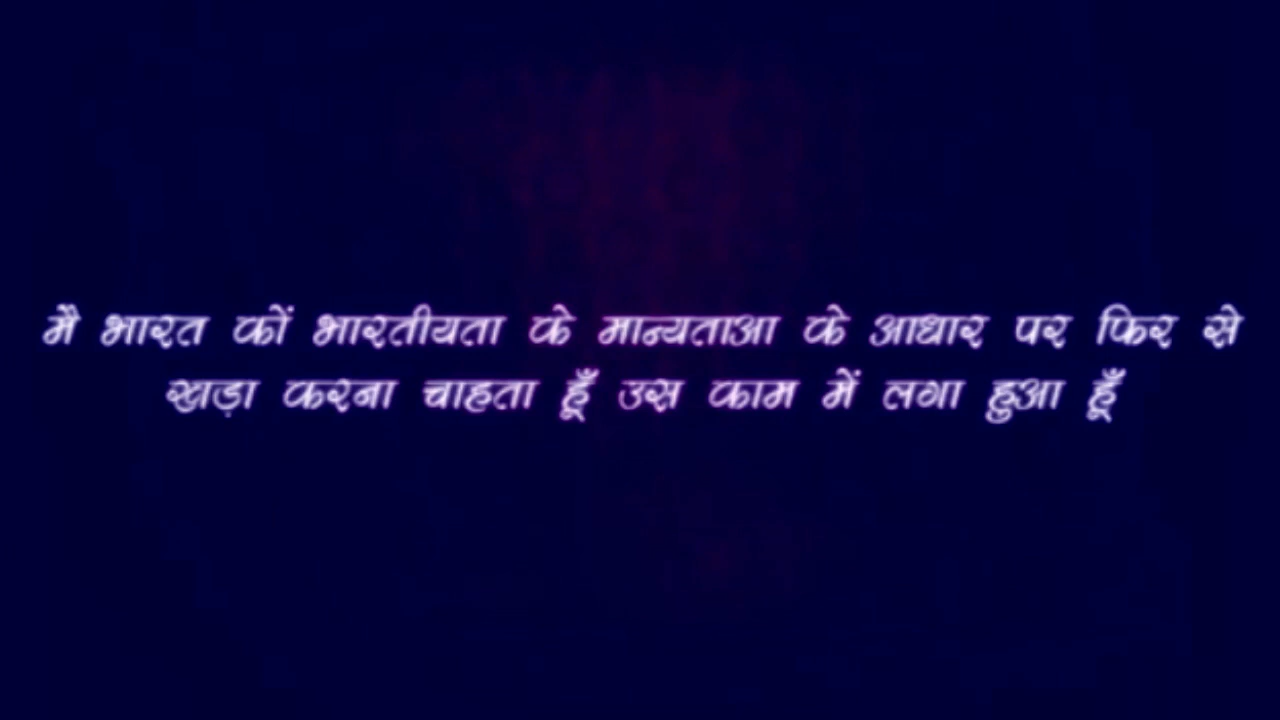 मै भारत कों भारतीयता के मान्यताआ के आधार पर फिर से
खड़ा करना चाहता हूँ उस काम में लगा हुआ हूँ